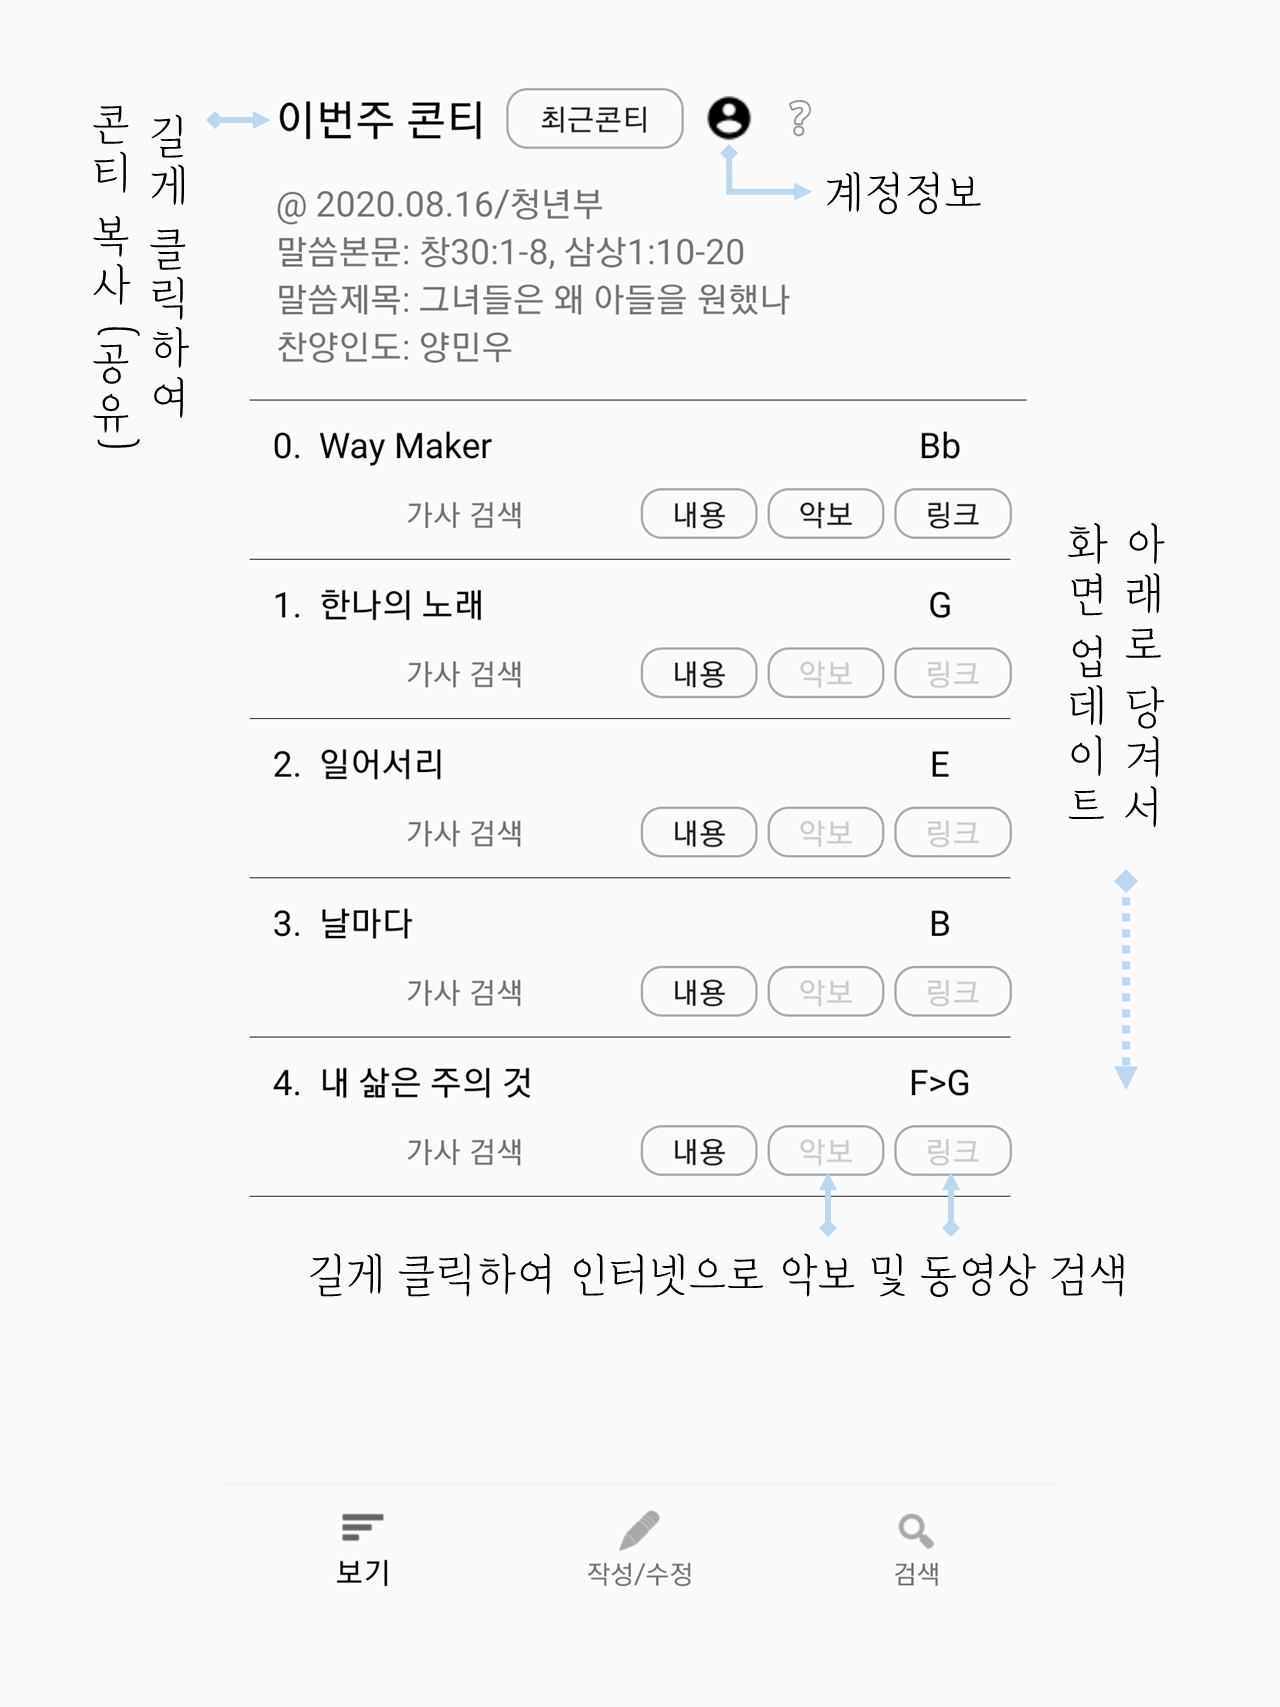 이번주 콘티 최근콘티 ?
길게 클릭하여
콘티 복사 (공유)
계정정보
@ 2020.08.16/청년부
말씀본문: 창30:1-8, 삼상1:10-20
말씀제목: 그녀들은 왜 아들을 원했나
찬양인도: 양민우
0. Way Maker Bb
가사 검색 내용 악보 링크
1. 한나의 노래 G
가사 검색 내용 악보 링크
2. 일어서리 E
가사 검색 내용 악보 링크
3. 날마다 B
가사 검색 내용 악보 링크
4. 내 삶은 주의 것 F>G
가사 검색 내용 악보 링크
아래로 당겨서
화면 업데이트
길게 클릭하여 인터넷으로 악보 및 동영상 검색
보기 작성/수정 검색